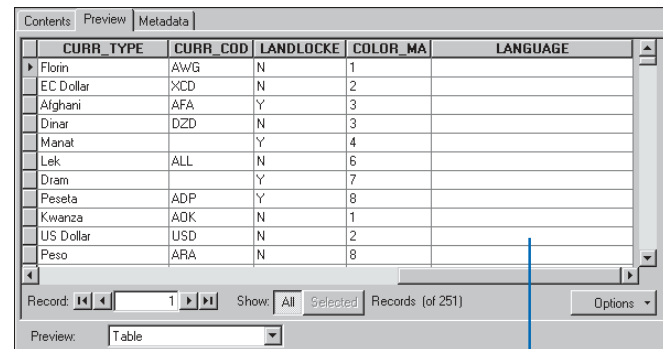 Contents Preview Metadata
CURR_TYPE CURR_COD LANDLOCKE COLOR_MA LANGUAGE
Florin AWG N 1
EC Dollar XCD N 2
Afghani AFA Y 3
Dinar DZD N 3
Manat Y 4
Lek ALL N 6
Dram Y 7
Peseta ADP Y 8
Kwanza AOK N 1
US Dollar USD N 2
Peso ARA N 8
Record: 1 Show: All Selected Records (of 251) Options
Preview: Table